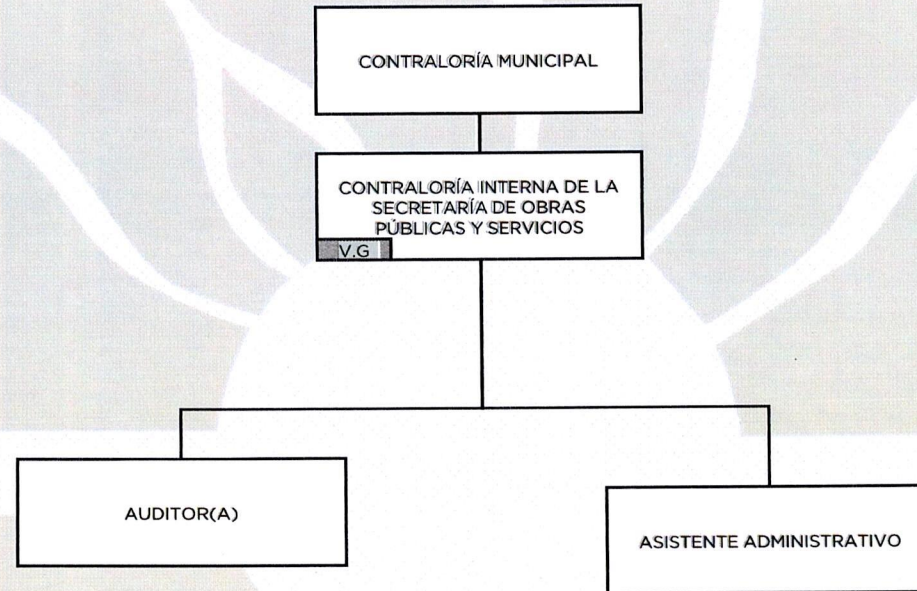 CONTRALORÍA MUNICIPAL
CONTRALORÍA INTERNA DE LA
SECRETARÍA DE OBRAS
PÚBLICAS Y SERVICIOS
V.G
AUDITOR(A)
ASISTENTE ADMINISTRATIVO